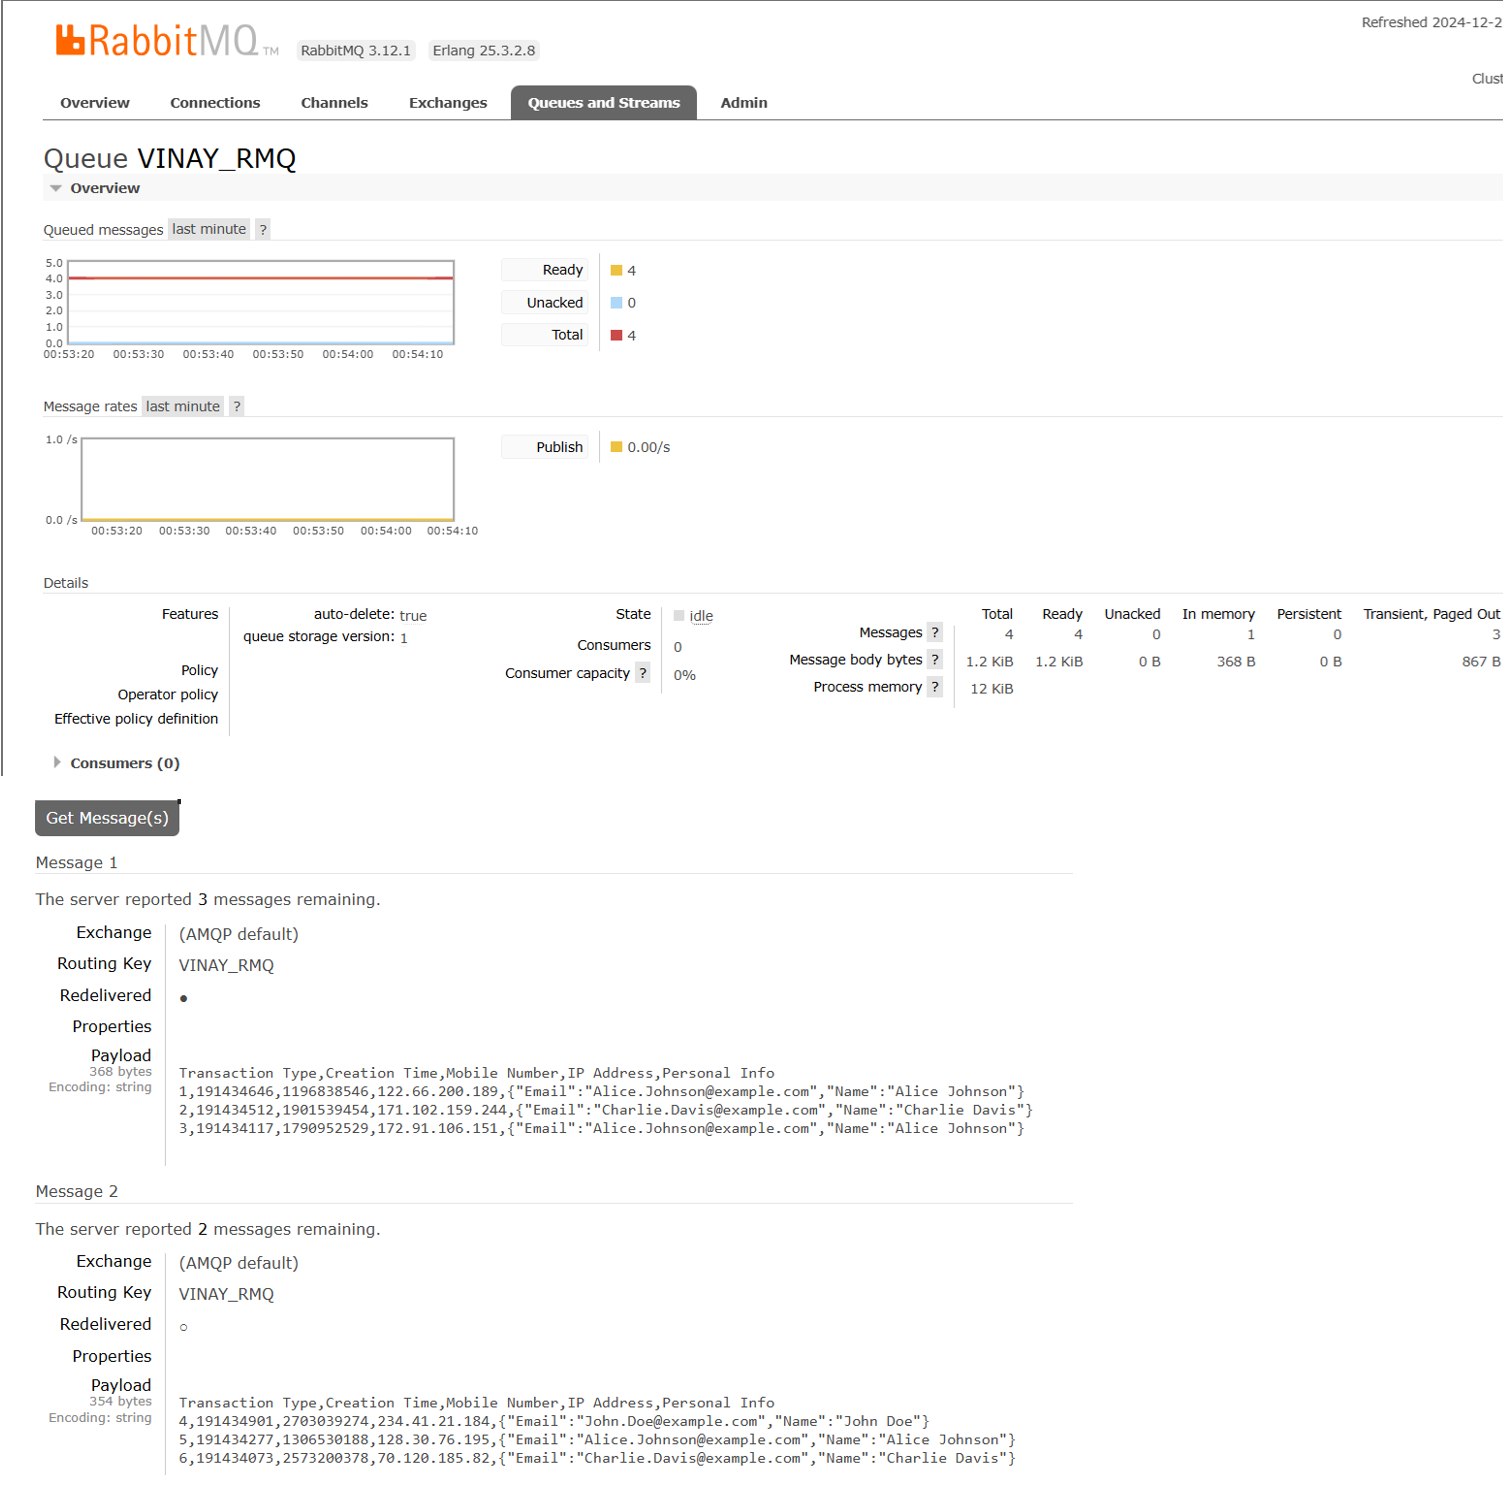 Refreshed 2024-12-2
RabbitMQ TM RabbitMQ 3.12.1 Erlang 25.3.2.8
Clust
Overview Connections Channels Exchanges Queues and Streams Admin
Queue VINAY_RMQ
Overview
Queued messages last minute ?
5.0
4.0
3.0
2.0
1.0
0.0
00:53:20 00:53:30 00:53:40 00:53:50 00:54:00 00:54:10
Ready 4
Unacked 0
Total 4
Message rates last minute ?
1.0 /s
0.0 /s
00:53:20 00:53:30 00:53:40 00:53:50 00:54:00 00:54:10
Publish 0.00/s
Details
Features auto-delete: true
queue storage version: 1
Policy
Operator policy
Effective policy definition
State idle
Consumers 0
Consumer capacity ? 0%
Total Ready Unacked In memory Persistent Transient, Paged Out
Messages ? 4 4 0 1 0 3
Message body bytes ? 1.2 KiB 1.2 KiB 0 B 368 B 0 B 867 B
Process memory ? 12 KiB
Consumers (0)
Get Message(s)
Message 1
The server reported 3 messages remaining.
Exchange (AMQP default)
Routing Key VINAY_RMQ
Redelivered ●
Properties
Payload
368 bytes
Encoding: string
Transaction Type,Creation Time,Mobile Number,IP Address,Personal Info
1,191434646,1196838546,122.66.200.189,{"Email":"Alice.Johnson@example.com","Name":"Alice Johnson"}
2,191434512,1901539454,171.102.159.244,{"Email":"Charlie.Davis@example.com","Name":"Charlie Davis"}
3,191434117,1790952529,172.91.106.151,{"Email":"Alice.Johnson@example.com","Name":"Alice Johnson"}
Message 2
The server reported 2 messages remaining.
Exchange (AMQP default)
Routing Key VINAY_RMQ
Redelivered ○
Properties
Payload
354 bytes
Encoding: string
Transaction Type,Creation Time,Mobile Number,IP Address,Personal Info
4,191434901,2703039274,234.41.21.184,{"Email":"John.Doe@example.com","Name":"John Doe"}
5,191434277,1306530188,128.30.76.195,{"Email":"Alice.Johnson@example.com","Name":"Alice Johnson"}
6,191434073,2573200378,70.120.185.82,{"Email":"Charlie.Davis@example.com","Name":"Charlie Davis"}